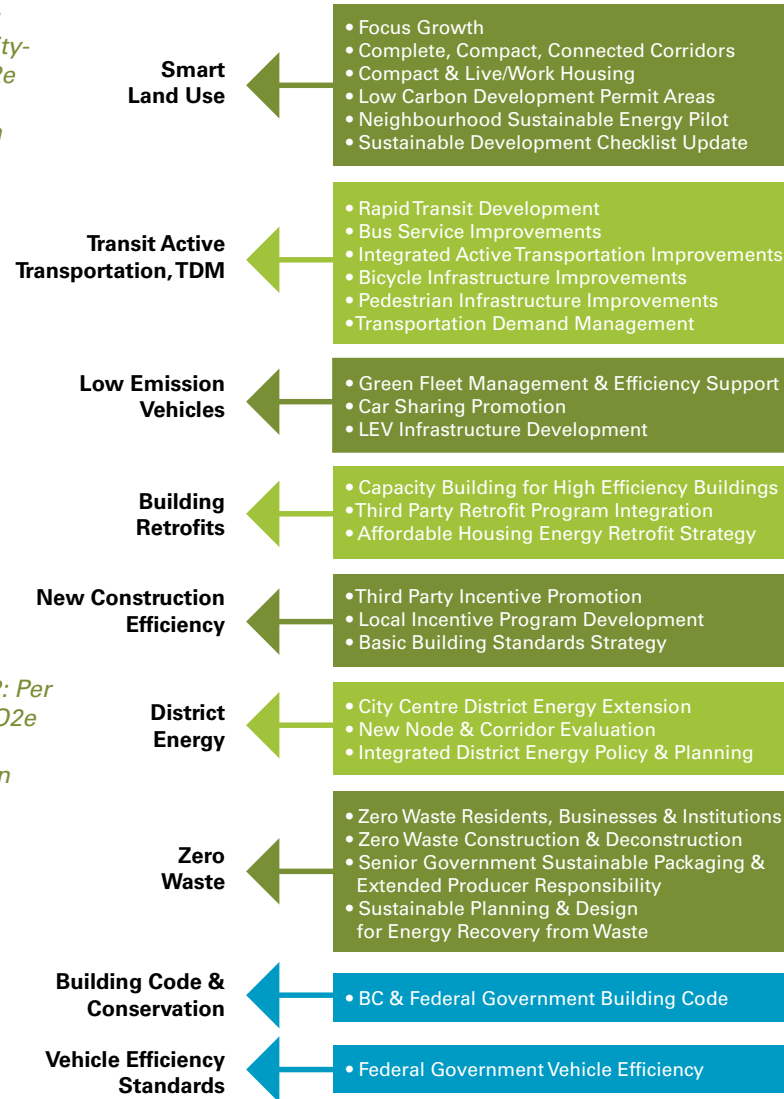 ty-
e
Smart
Land Use
• Focus Growth
• Complete, Compact, Connected Corridors
• Compact & Live/Work Housing
• Low Carbon Development Permit Areas
• Neighbourhood Sustainable Energy Pilot
• Sustainable Development Checklist Update
Transit Active
Transportation, TDM
• Rapid Transit Development
• Bus Service Improvements
• Integrated Active Transportation Improvements
• Bicycle Infrastructure Improvements
• Pedestrian Infrastructure Improvements
• Transportation Demand Management
Low Emission
Vehicles
• Green Fleet Management & Efficiency Support
• Car Sharing Promotion
• LEV Infrastructure Development
Building
Retrofits
• Capacity Building for High Efficiency Buildings
• Third Party Retrofit Program Integration
• Affordable Housing Energy Retrofit Strategy
New Construction
Efficiency
• Third Party Incentive Promotion
• Local Incentive Program Development
• Basic Building Standards Strategy
: Per
O2e
n
District
Energy
• City Centre District Energy Extension
• New Node & Corridor Evaluation
• Integrated District Energy Policy & Planning
Zero
Waste
• Zero Waste Residents, Businesses & Institutions
• Zero Waste Construction & Deconstruction
• Senior Government Sustainable Packaging &
Extended Producer Responsibility
• Sustainable Planning & Design
for Energy Recovery from Waste
Building Code &
Conservation
• BC & Federal Government Building Code
Vehicle Efficiency
Standards
• Federal Government Vehicle Efficiency